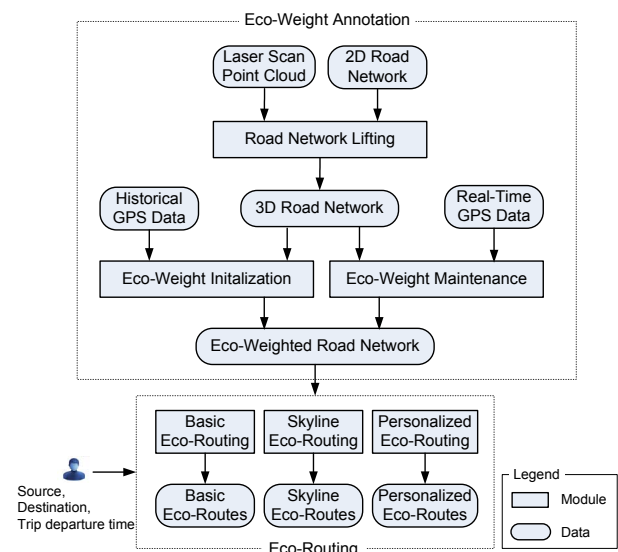 Eco-Weight Annotation
Laser Scan
Point Cloud
2D Road
Network
Road Network Lifting
Historical
GPS Data
3D Road Network
Real-Time
GPS Data
Eco-Weight Initalization
Eco-Weight Maintenance
Eco-Weighted Road Network
Basic
Eco-Routing
Skyline
Eco-Routing
Personalized
Eco-Routing
Source,
Destination,
Trip departure time
Basic
Eco-Routes
Skyline
Eco-Routes
Personalized
Eco-Routes
Legend
Module
Data
Eco-Routing